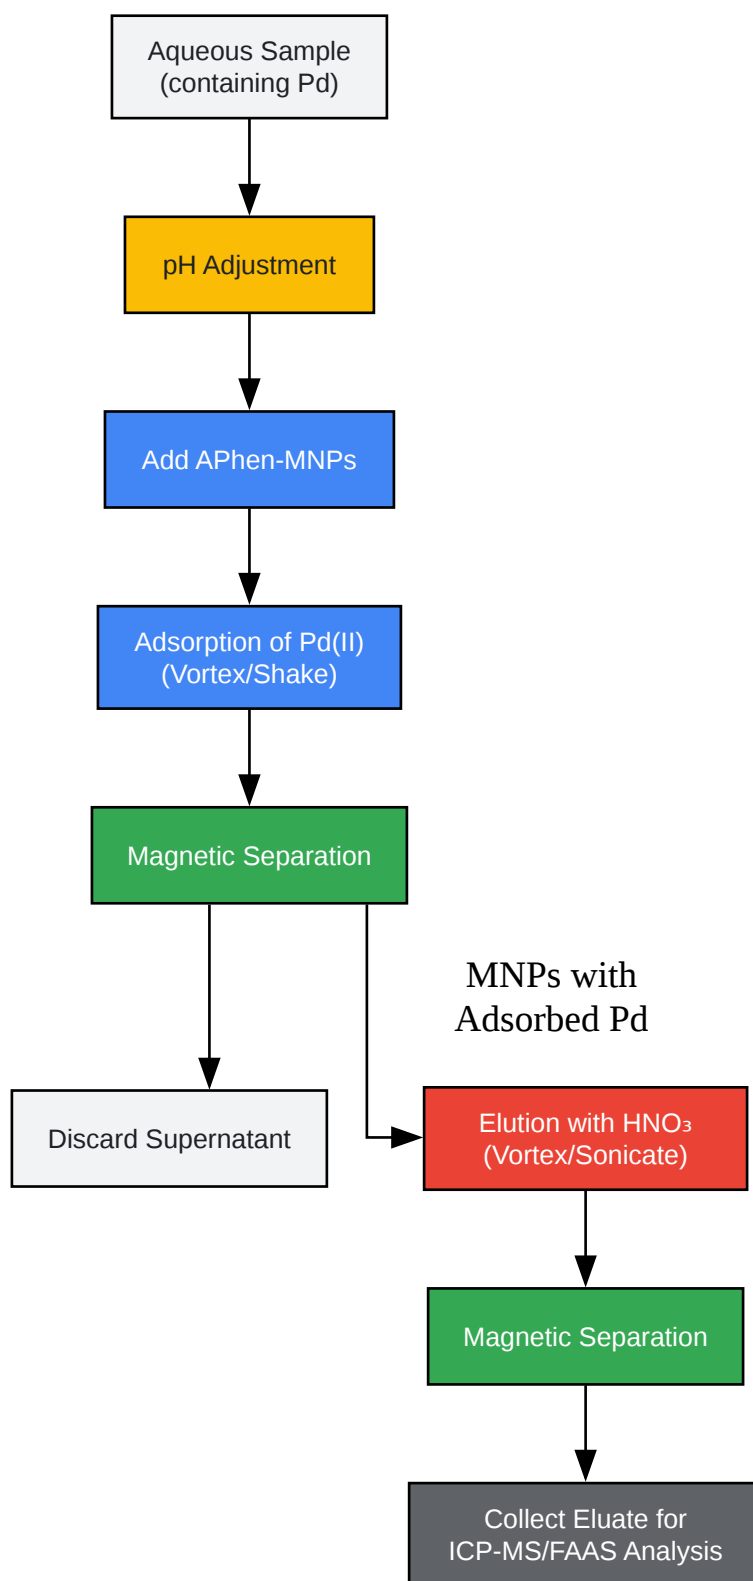 Aqueous Sample
(containing Pd)
pH Adjustment
Add APhen-MNPs
Adsorption of Pd(II)
(Vortex/Shake)
Magnetic Separation
MNPs with
Adsorbed Pd
Discard Supernatant
Elution with HNO₃
(Vortex/Sonicate)
Magnetic Separation
Collect Eluate for
ICP-MS/FAAS Analysis